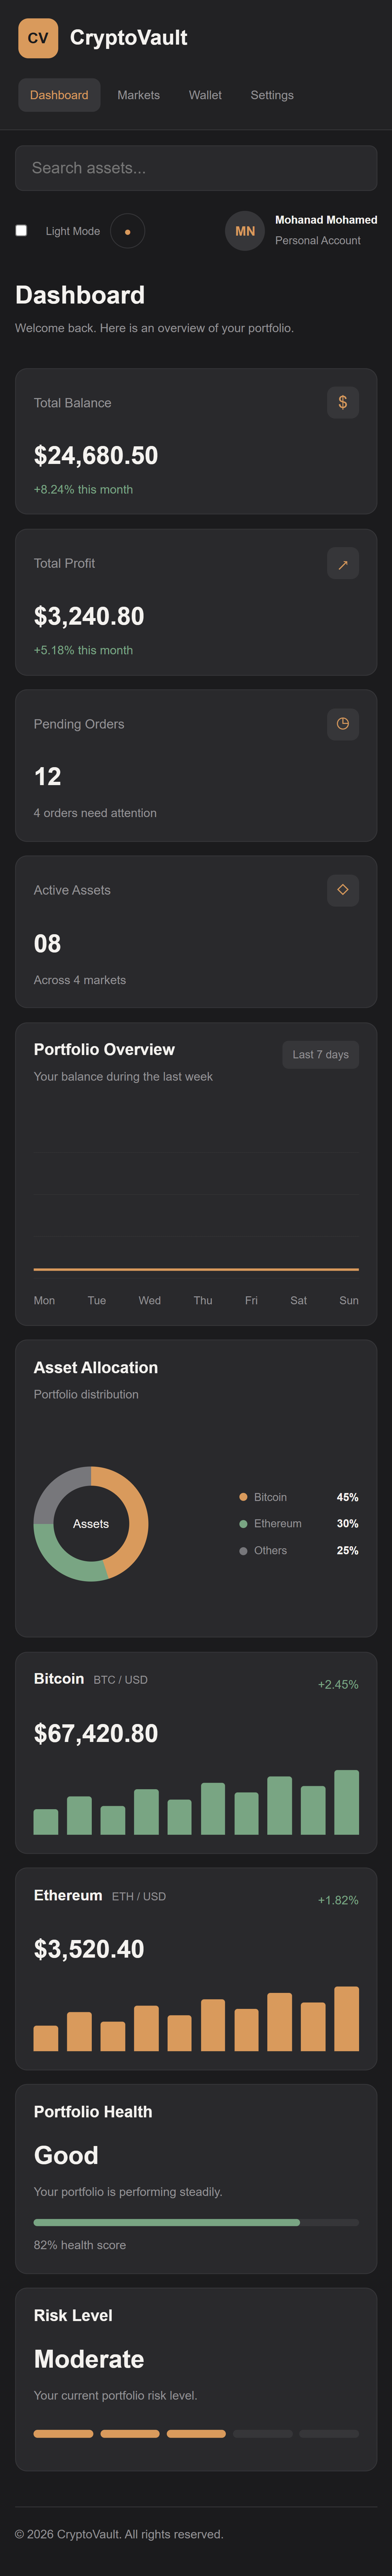 CV CryptoVault
Dashboard Markets Wallet Settings
Search assets...
Light Mode MN Mohanad Mohamed
Personal Account
Dashboard
Welcome back. Here is an overview of your portfolio.
Total Balance $
$24,680.50
+8.24% this month
Total Profit ↗
$3,240.80
+5.18% this month
Pending Orders
12
4 orders need attention
Active Assets
08
Across 4 markets
Portfolio Overview Last 7 days
Your balance during the last week
Mon Tue Wed Thu Fri Sat Sun
Asset Allocation
Portfolio distribution
Assets
Bitcoin 45%
Ethereum 30%
Others 25%
Bitcoin BTC / USD +2.45%
$67,420.80
Ethereum ETH / USD +1.82%
$3,520.40
Portfolio Health
Good
Your portfolio is performing steadily.
82% health score
Risk Level
Moderate
Your current portfolio risk level.
© 2026 CryptoVault. All rights reserved.